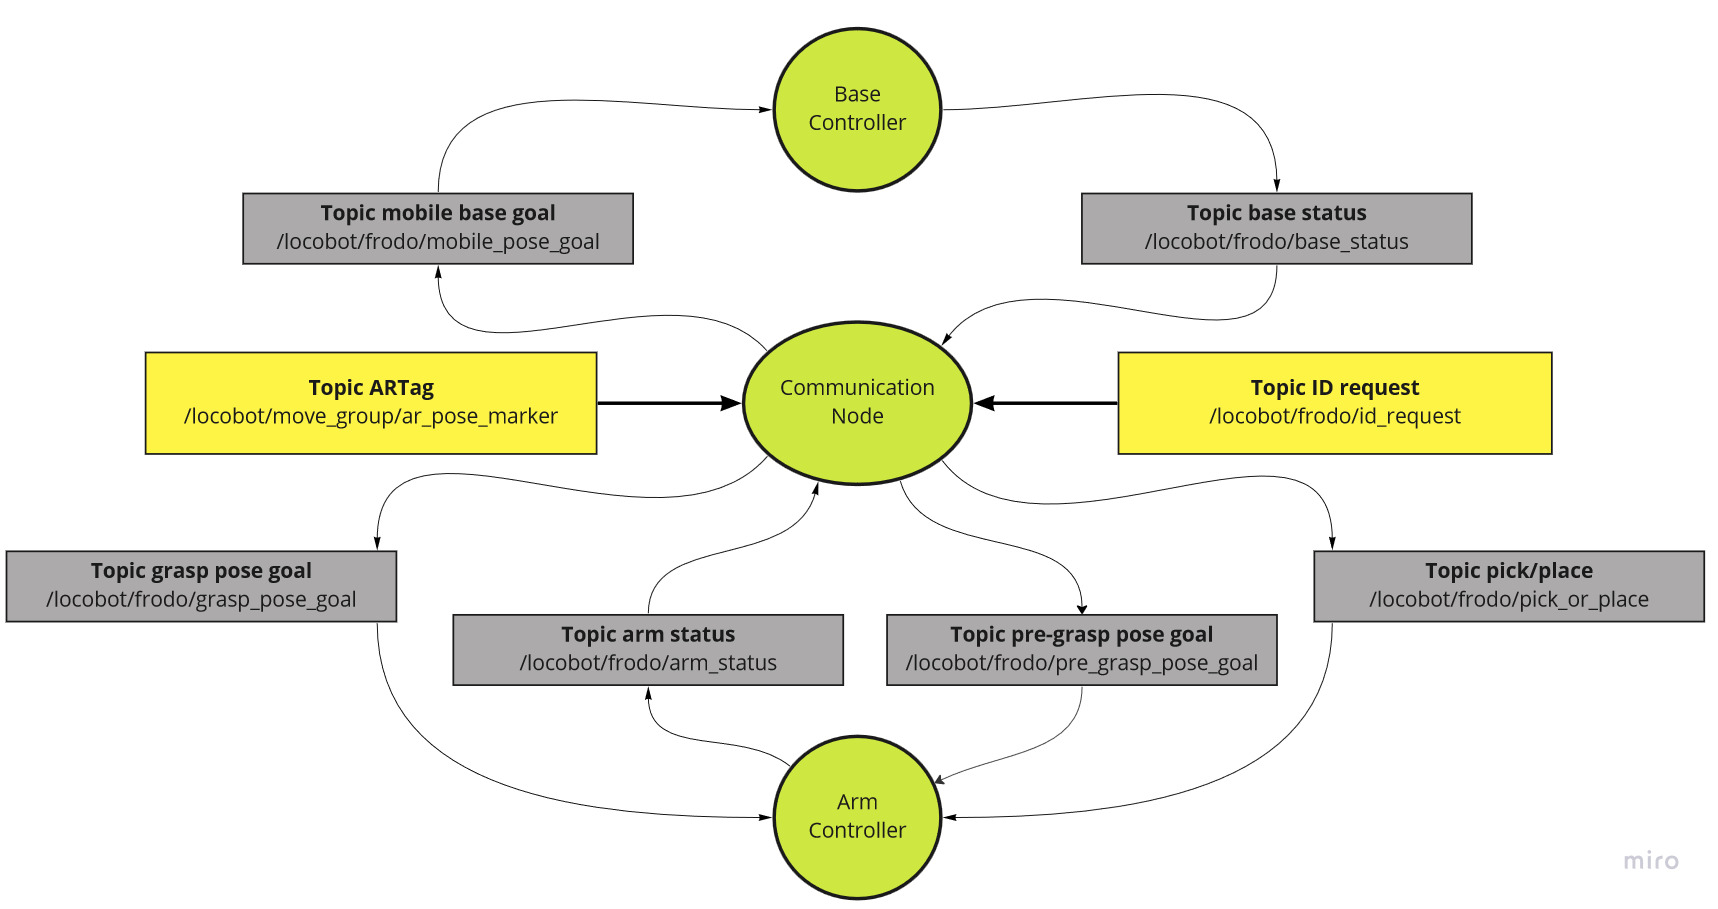 Base
Controller
Topic mobile base goal
/locobot/frodo/mobile_pose_goal
Topic base status
/locobot/frodo/base_status
Topic ARTag
/locobot/move_group/ar_pose_marker
Communication
Node
Topic ID request
/locobot/frodo/id_request
Topic grasp pose goal
/locobot/frodo/grasp_pose_goal
Topic arm status
/locobot/frodo/arm_status
Topic pre-grasp pose goal
/locobot/frodo/pre_grasp_pose_goal
Topic pick/place
/locobot/frodo/pick_or_place
Arm
Controller
miro